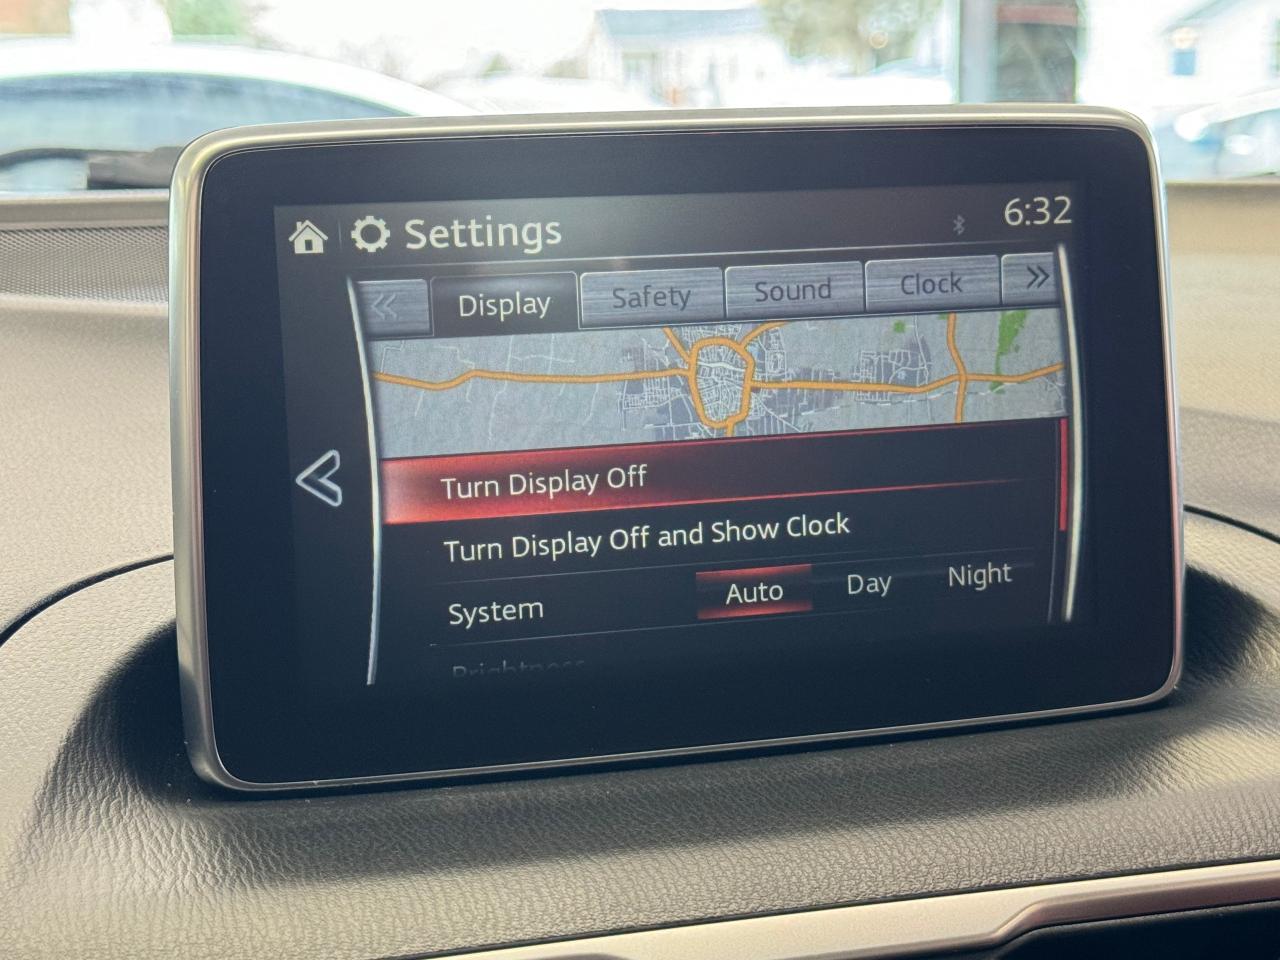 Settings
6:32
Display
Safety
Sound
Clock
Turn Display Off
Turn Display Off and Show Clock
System
Auto
Day
Night
Brightness